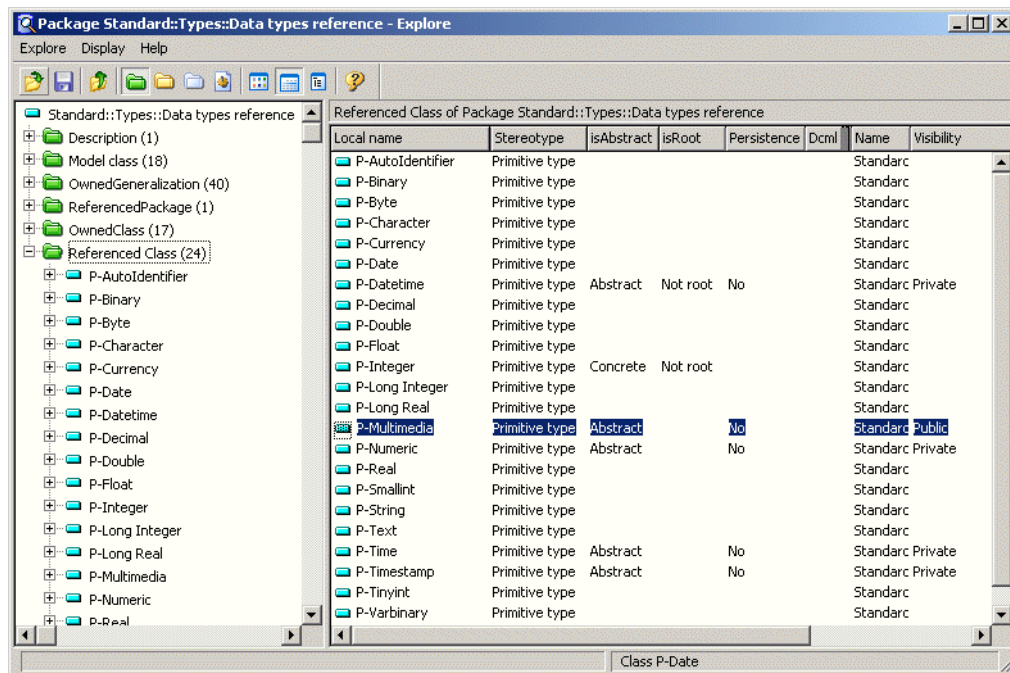 Package Standard::Types::Data types reference - Explore
Explore Display Help
Standard::Types::Data types reference
Description (1)
Model class (18)
OwnedGeneralization (40)
ReferencedPackage (1)
OwnedClass (17)
Referenced Class (24)
P-AutoIdentifier
P-Binary
P-Byte
P-Character
P-Currency
P-Date
P-Datetime
P-Decimal
P-Double
P-Float
P-Integer
P-Long Integer
P-Long Real
P-Multimedia
P-Numeric
P-Real
Referenced Class of Package Standard::Types::Data types reference
Local name Stereotype isAbstract isRoot Persistence Dcml Name Visibility
P-AutoIdentifier Primitive type Standarc
P-Binary Primitive type Standarc
P-Byte Primitive type Standarc
P-Character Primitive type Standarc
P-Currency Primitive type Standarc
P-Date Primitive type Standarc
P-Datetime Primitive type Abstract Not root No Standarc Private
P-Decimal Primitive type Standarc
P-Double Primitive type Standarc
P-Float Primitive type Standarc
P-Integer Primitive type Concrete Not root Standarc
P-Long Integer Primitive type Standarc
P-Long Real Primitive type Standarc
P-Multimedia Primitive type Abstract No Standarc Public
P-Numeric Primitive type Abstract No Standarc Private
P-Real Primitive type Standarc
P-Smallint Primitive type Standarc
P-String Primitive type Standarc
P-Text Primitive type Standarc
P-Time Primitive type Abstract No Standarc Private
P-Timestamp Primitive type Abstract No Standarc Private
P-Tinyint Primitive type Standarc
P-Varbinary Primitive type Standarc
Class P-Date